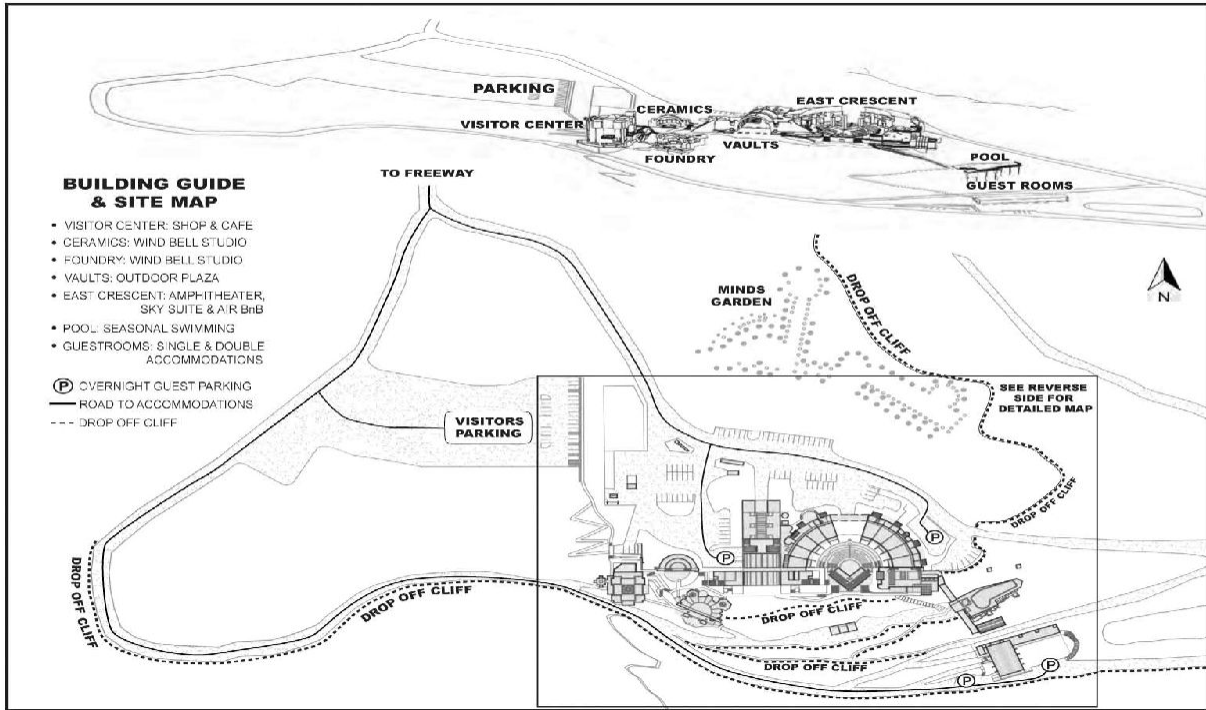 PARKING
CERAMICS
EAST CRESCENT
VISITOR CENTER
VAULTS
FOUNDRY
POOL
GUEST ROOMS
TO FREEWAY
BUILDING GUIDE
& SITE MAP
• VISITOR CENTER: SHOP & CAFE
• CERAMICS: WIND BELL STUDIO
• FOUNDRY: WIND BELL STUDIO
• VAULTS: OUTDOOR PLAZA
• EAST CRESCENT: AMPHITHEATER,
SKY SUITE & AIR BnB
• POOL: SEASONAL SWIMMING
• GUESTROOMS: SINGLE & DOUBLE
ACCOMMODATIONS
P OVERNIGHT GUEST PARKING
ROAD TO ACCOMMODATIONS
DROP OFF CLIFF
MINDS
GARDEN
DROP OFF CLIFF
N
SEE REVERSE
SIDE FOR
DETAILED MAP
VISITORS
PARKING
DROP OFF CLIFF
P
P
DROP OFF CLIFF
DROP OFF CLIFF
DROP OFF CLIFF
DROP OFF CLIFF
P
P